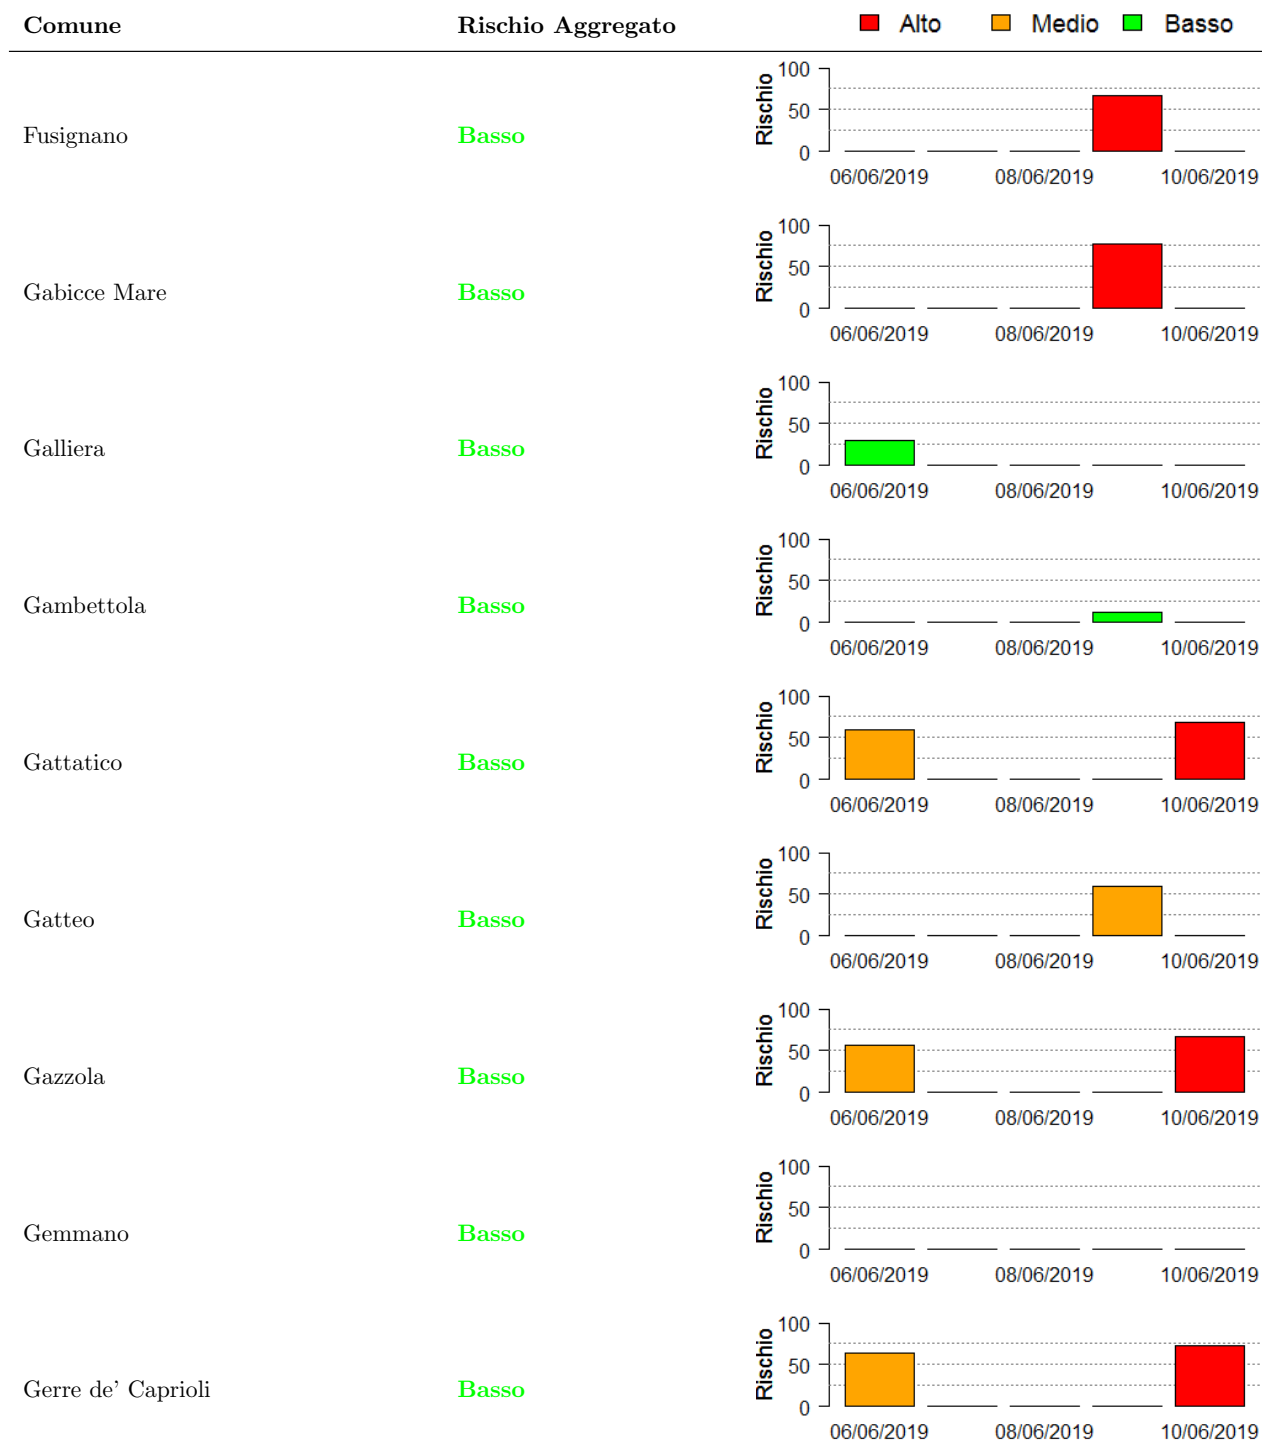 Comune Rischio Aggregato Alto Medio Basso
100
Rischio
50
Fusignano Basso
0
06/06/2019 08/06/2019 10/06/2019
100
Rischio
50
Gabicce Mare Basso
0
06/06/2019 08/06/2019 10/06/2019
100
Rischio
50
Galliera Basso
0
06/06/2019 08/06/2019 10/06/2019
100
Rischio
50
Gambettola Basso
0
06/06/2019 08/06/2019 10/06/2019
100
Rischio
50
Gattatico Basso
0
06/06/2019 08/06/2019 10/06/2019
100
Rischio
50
Gatteo Basso
0
06/06/2019 08/06/2019 10/06/2019
100
Rischio
50
Gazzola Basso
0
06/06/2019 08/06/2019 10/06/2019
100
Rischio
50
Gemmano Basso
0
06/06/2019 08/06/2019 10/06/2019
100
Rischio
50
Gerre de' Caprioli Basso
0
06/06/2019 08/06/2019 10/06/2019